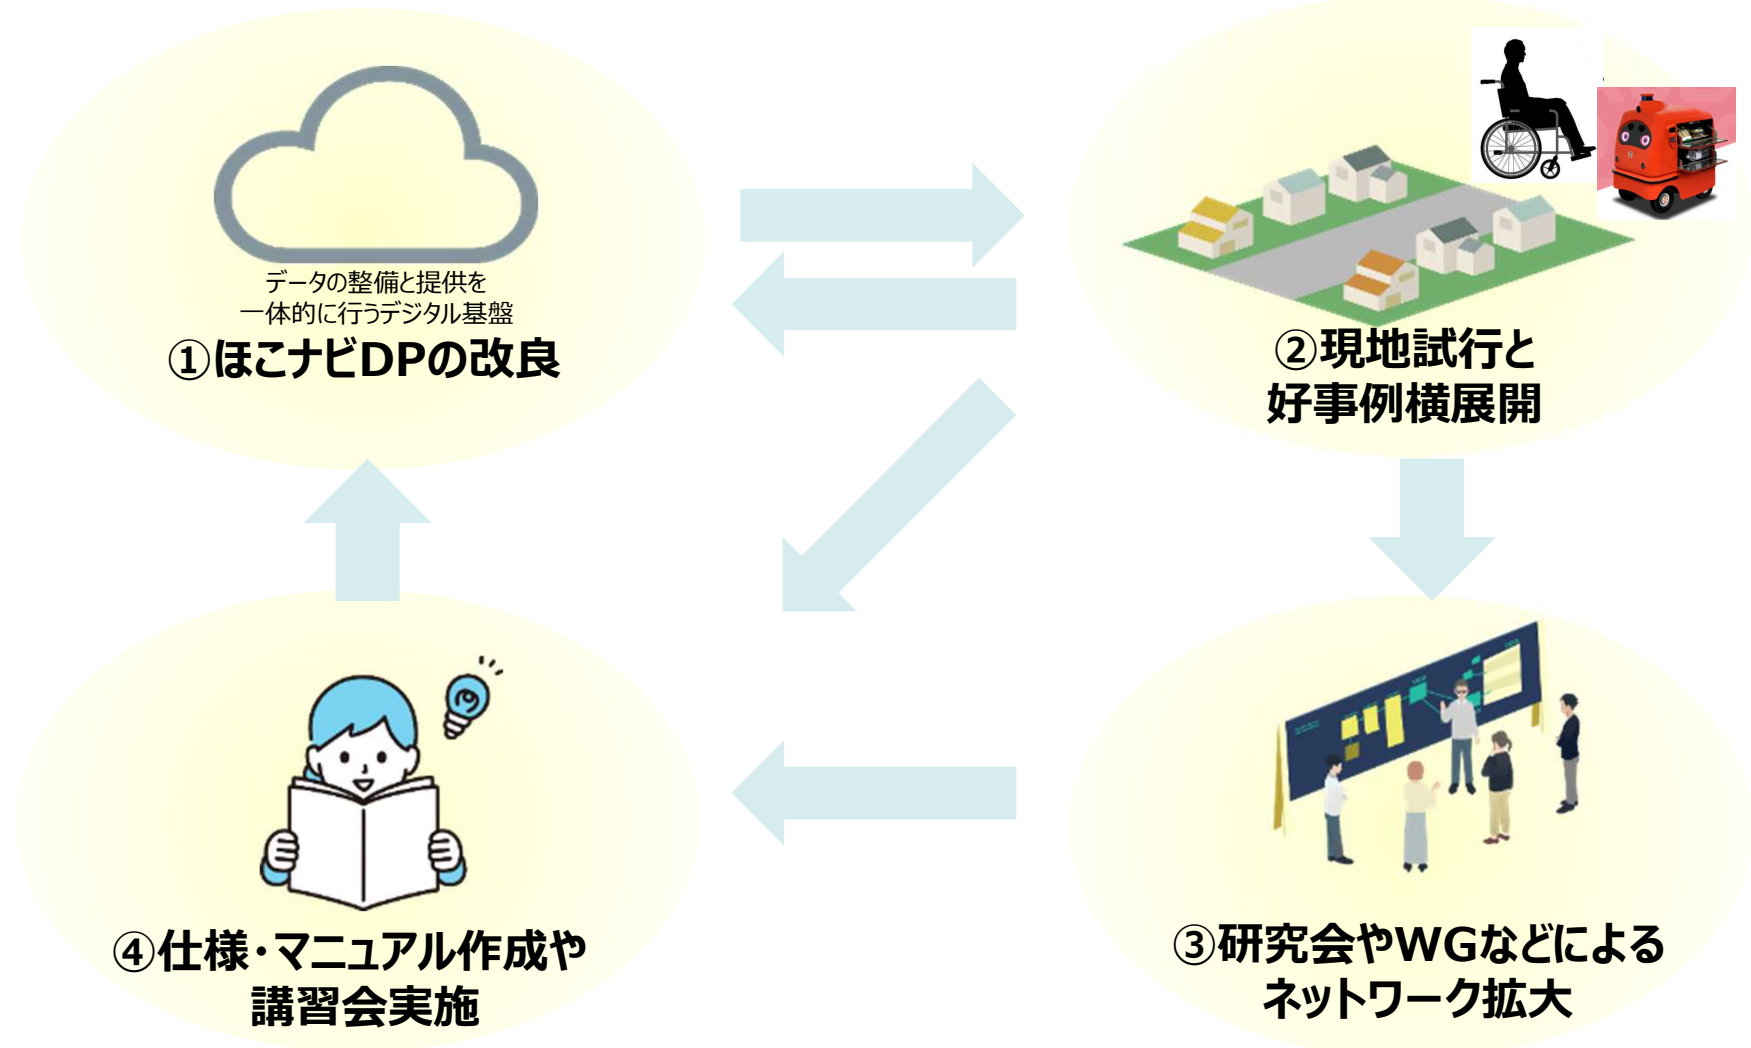 データの整備と提供を
一体的に行うデジタル基盤
①ほこナビDPの改良
②現地試行と
好事例横展開
④仕様・マニュアル作成や
講習会実施
③研究会やWGなどによる
ネットワーク拡大